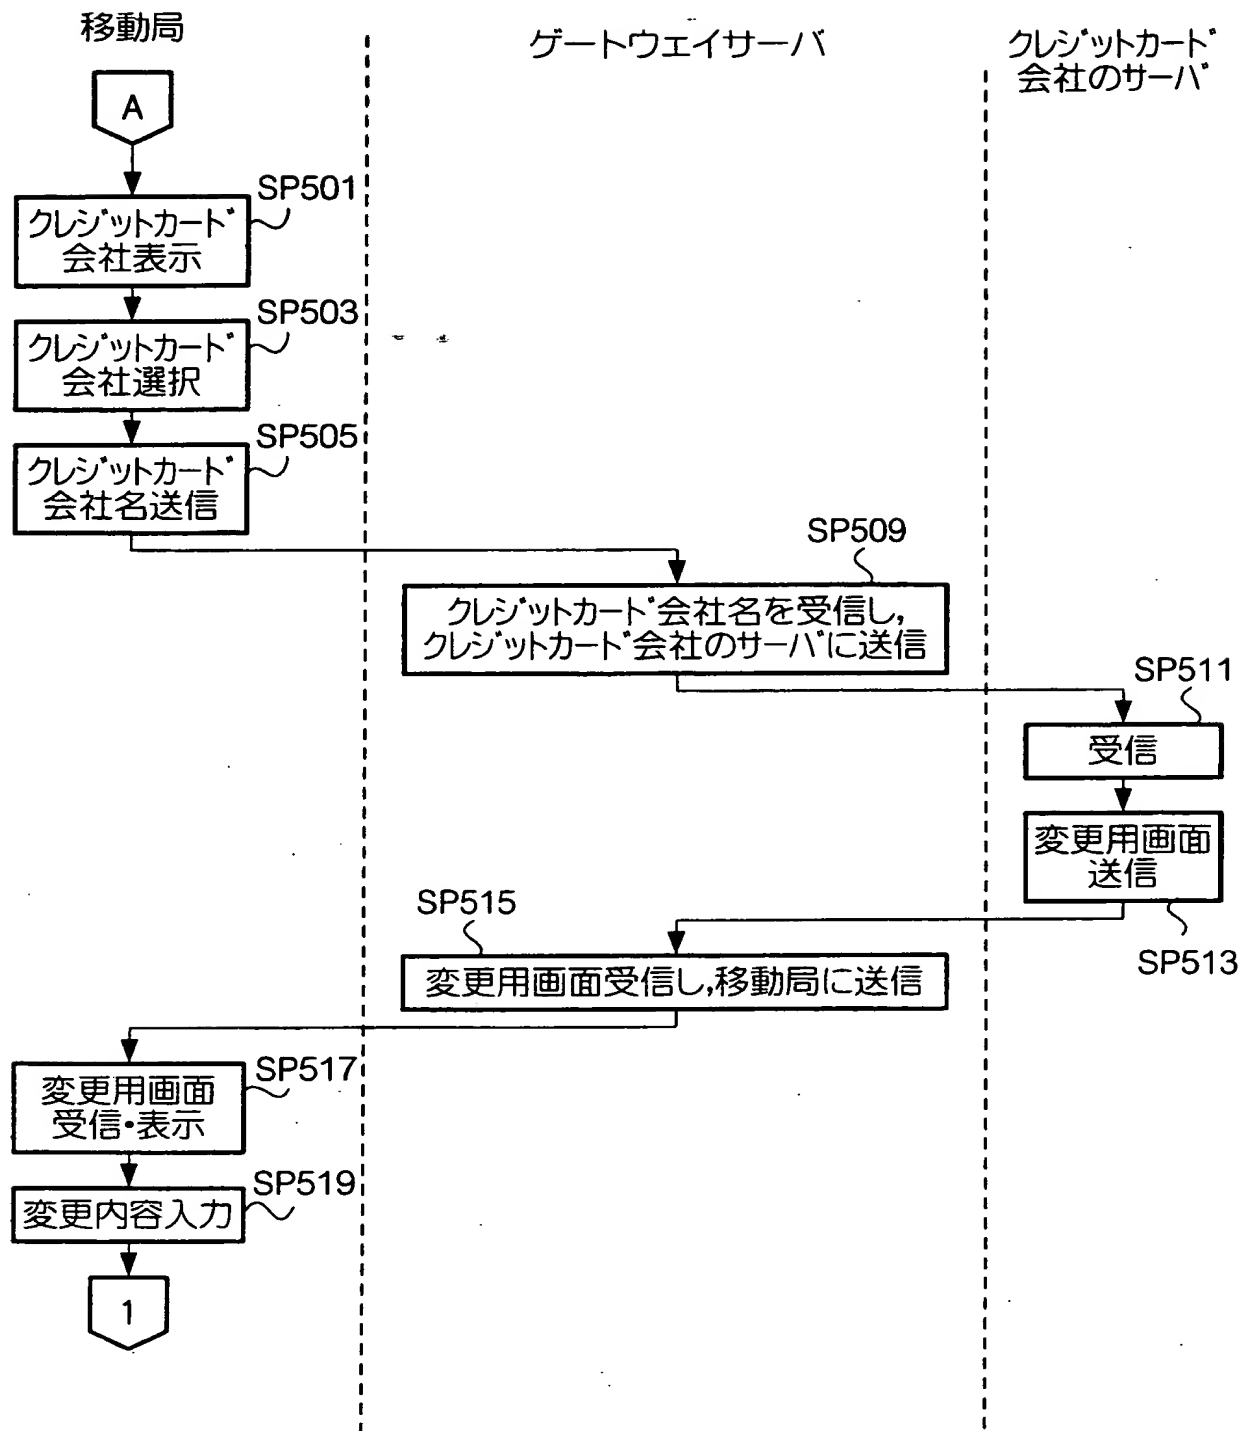 移動局
ゲートウェイサーバ
クレジットカード
会社のサーバ
A
SP501
クレジットカード
会社表示
SP503
クレジットカード
会社選択
SP505
クレジットカード
会社名送信
SP509
クレジットカード会社名を受信し,
クレジットカード会社のサーバに送信
SP511
受信
変更用画面
送信
SP513
SP515
変更用画面受信し,移動局に送信
SP517
変更用画面
受信・表示
SP519
変更内容入力
1